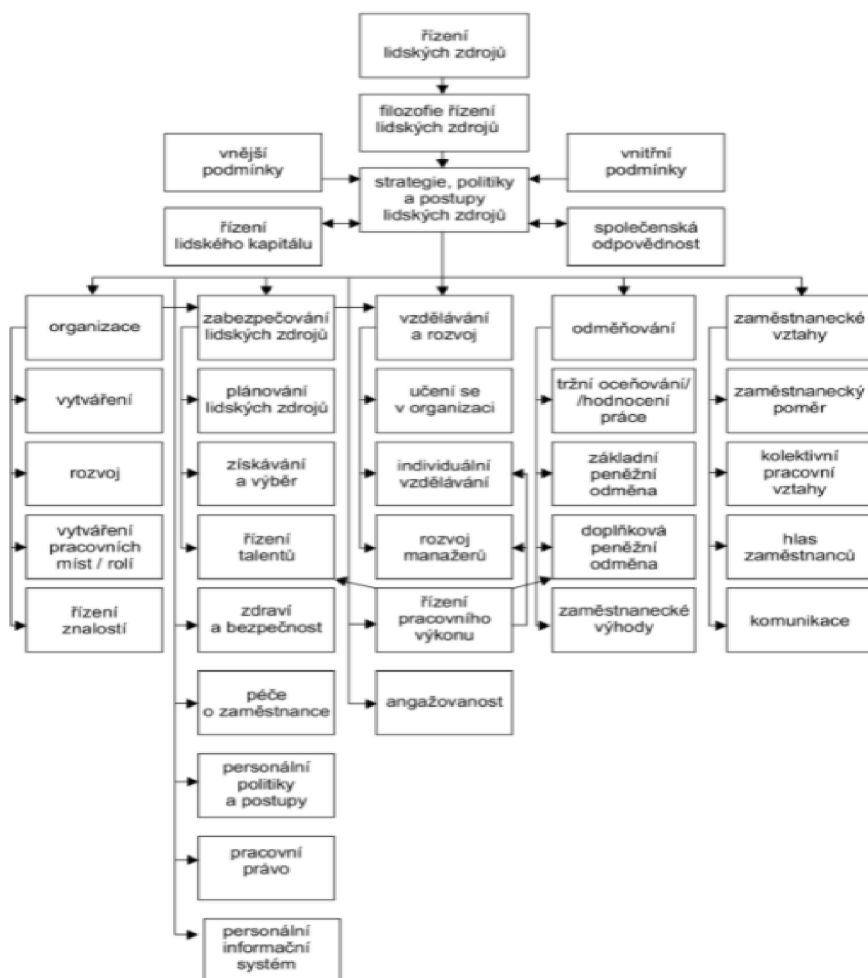 řízení
lidských zdrojů
filozofie řízení
lidských zdrojů
vnější
podmínky
strategie, politiky
a postupy
lidských zdrojů
vnitřní
podmínky
řízení
lidského kapitálu
společenská
odpovědnost
organizace
zabezpečování
lidských zdrojů
vzdělávání
a rozvoj
odměňování
zaměstnanecké
vztahy
vytváření
plánování
lidských zdrojů
učení se
v organizaci
tržní oceňování/
/hodnocení
práce
zaměstnanecký
poměr
rozvoj
získávání
a výběr
individuální
vzdělávání
základní
peněžní
odměna
kolektivní
pracovní
vztahy
vytváření
pracovních
míst / rolí
řízení
talentů
rozvoj
manažerů
doplňková
peněžní
odměna
hlas
zaměstnanců
řízení
znalostí
zdraví
a bezpečnost
řízení
pracovního
výkonu
zaměstnanecké
výhody
komunikace
péče
o zaměstnance
angažovanost
personální
politiky
a postupy
pracovní
právo
personální
informační
systém